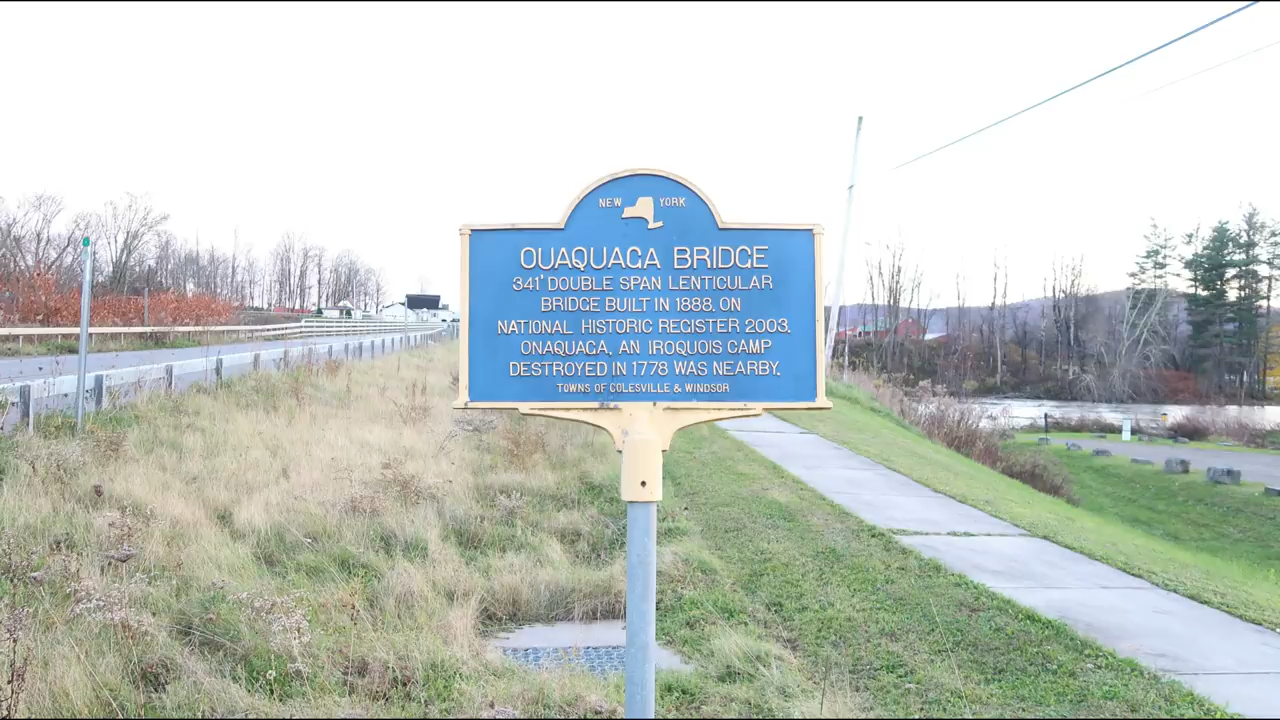 NEW YORK
OUAQUAGA BRIDGE
341' DOUBLE SPAN LENTICULAR
BRIDGE BUILT IN 1888. ON
NATIONAL HISTORIC REGISTER 2003.
ONAQUAGA, AN IROQUOIS CAMP
DESTROYED IN 1778 WAS NEARBY.
TOWNS OF COLESVILLE & WINDSOR